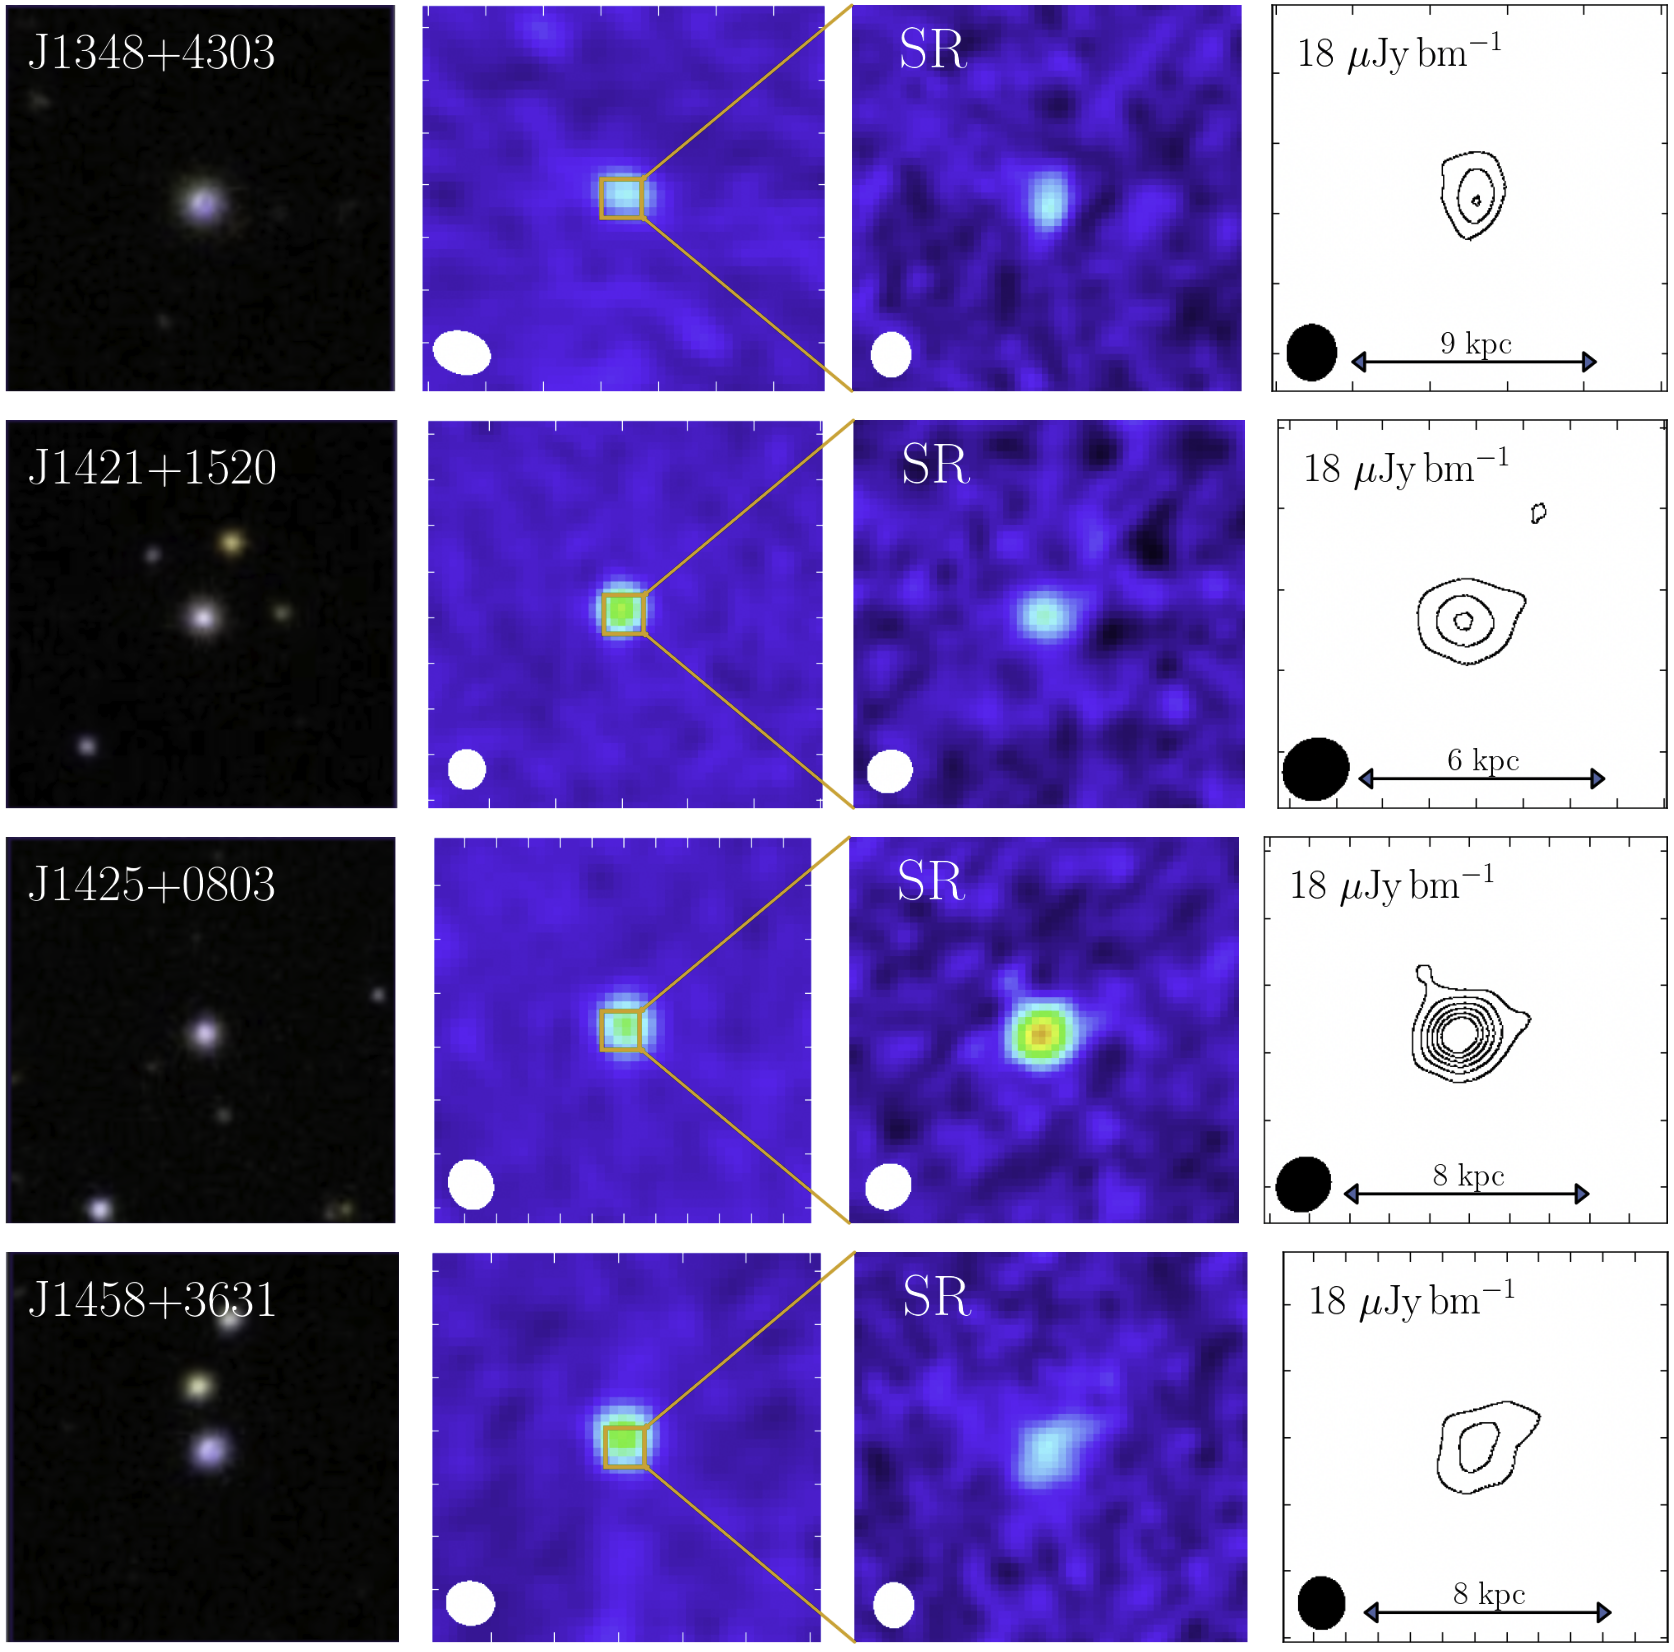 J1348+4303 SR 18 μJy bm⁻¹
9 kpc
J1421+1520 SR 18 μJy bm⁻¹
6 kpc
J1425+0803 SR 18 μJy bm⁻¹
8 kpc
J1458+3631 SR 18 μJy bm⁻¹
8 kpc